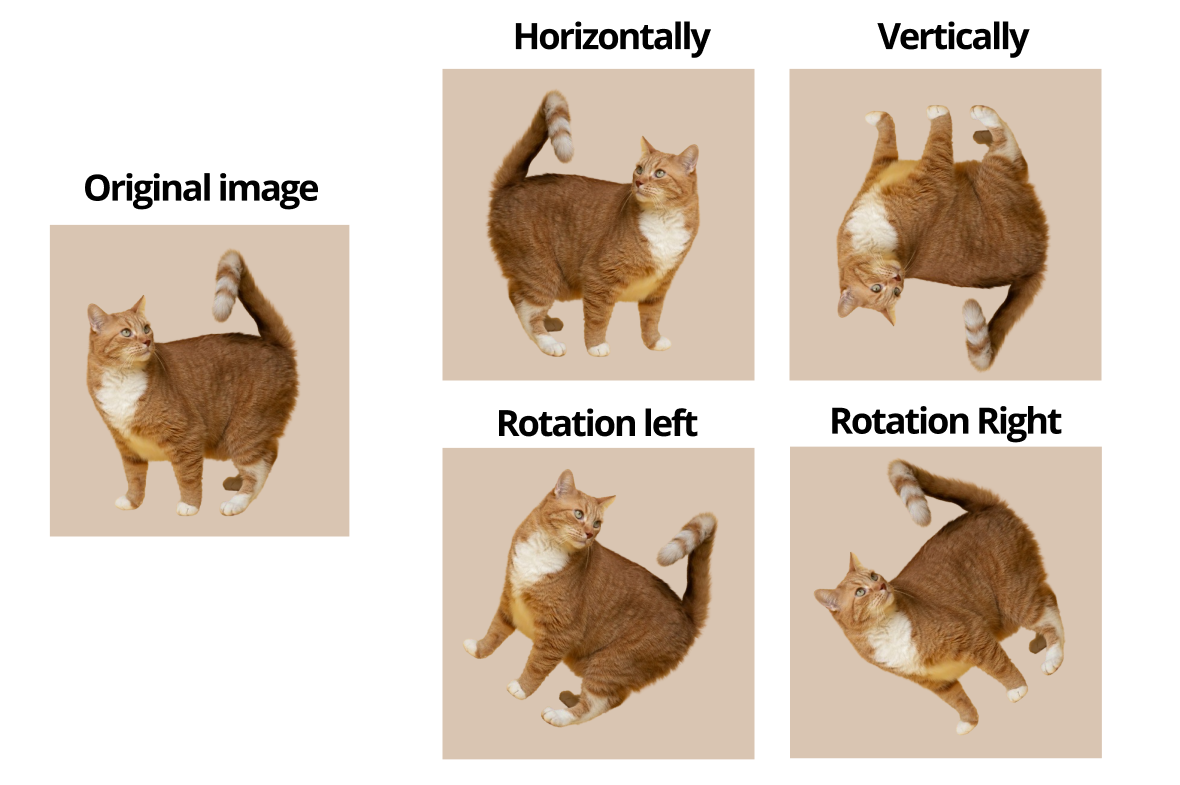 Horizontally
Vertically
Original image
Rotation left
Rotation Right